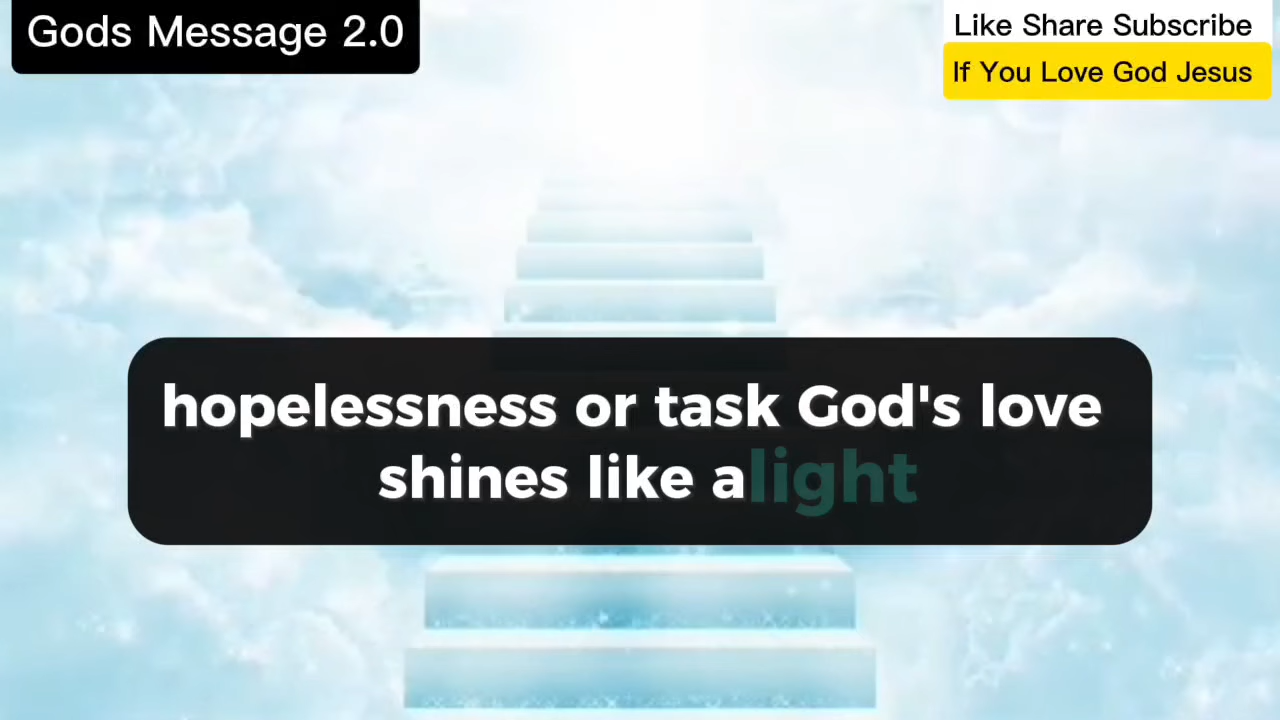 Gods Message 2.0
Like Share Subscribe
If You Love God Jesus
hopelessness or task God's love
shines like a light